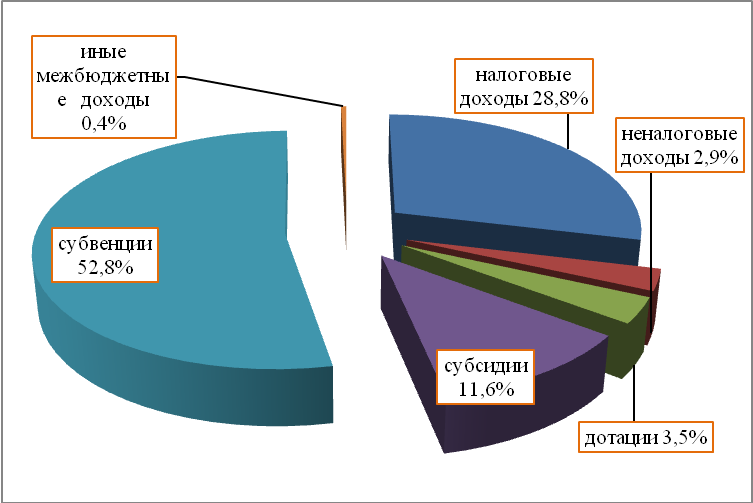 иные
межбюджетны
е доходы
0,4%
налоговые
доходы 28,8%
неналоговые
доходы 2,9%
субвенции
52,8%
субсидии
11,6%
дотации 3,5%